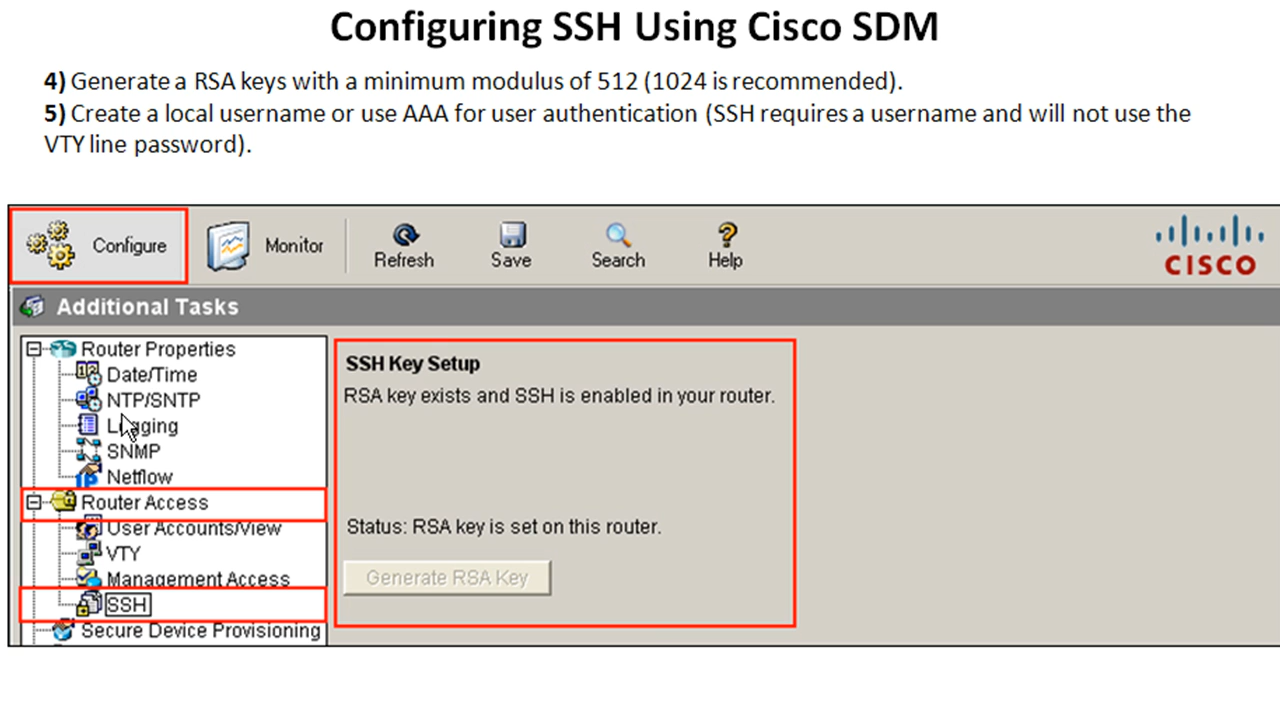 Configuring SSH Using Cisco SDM
4) Generate a RSA keys with a minimum modulus of 512 (1024 is recommended).
5) Create a local username or use AAA for user authentication (SSH requires a username and will not use the
VTY line password).
Configure Monitor Refresh Save Search Help CISCO
Additional Tasks
Router Properties
Date/Time
NTP/SNTP
Logging
SNMP
Netflow
Router Access
User Accounts/View
VTY
Management Access
SSH
Secure Device Provisioning
SSH Key Setup
RSA key exists and SSH is enabled in your router.
Status: RSA key is set on this router.
Generate RSA Key